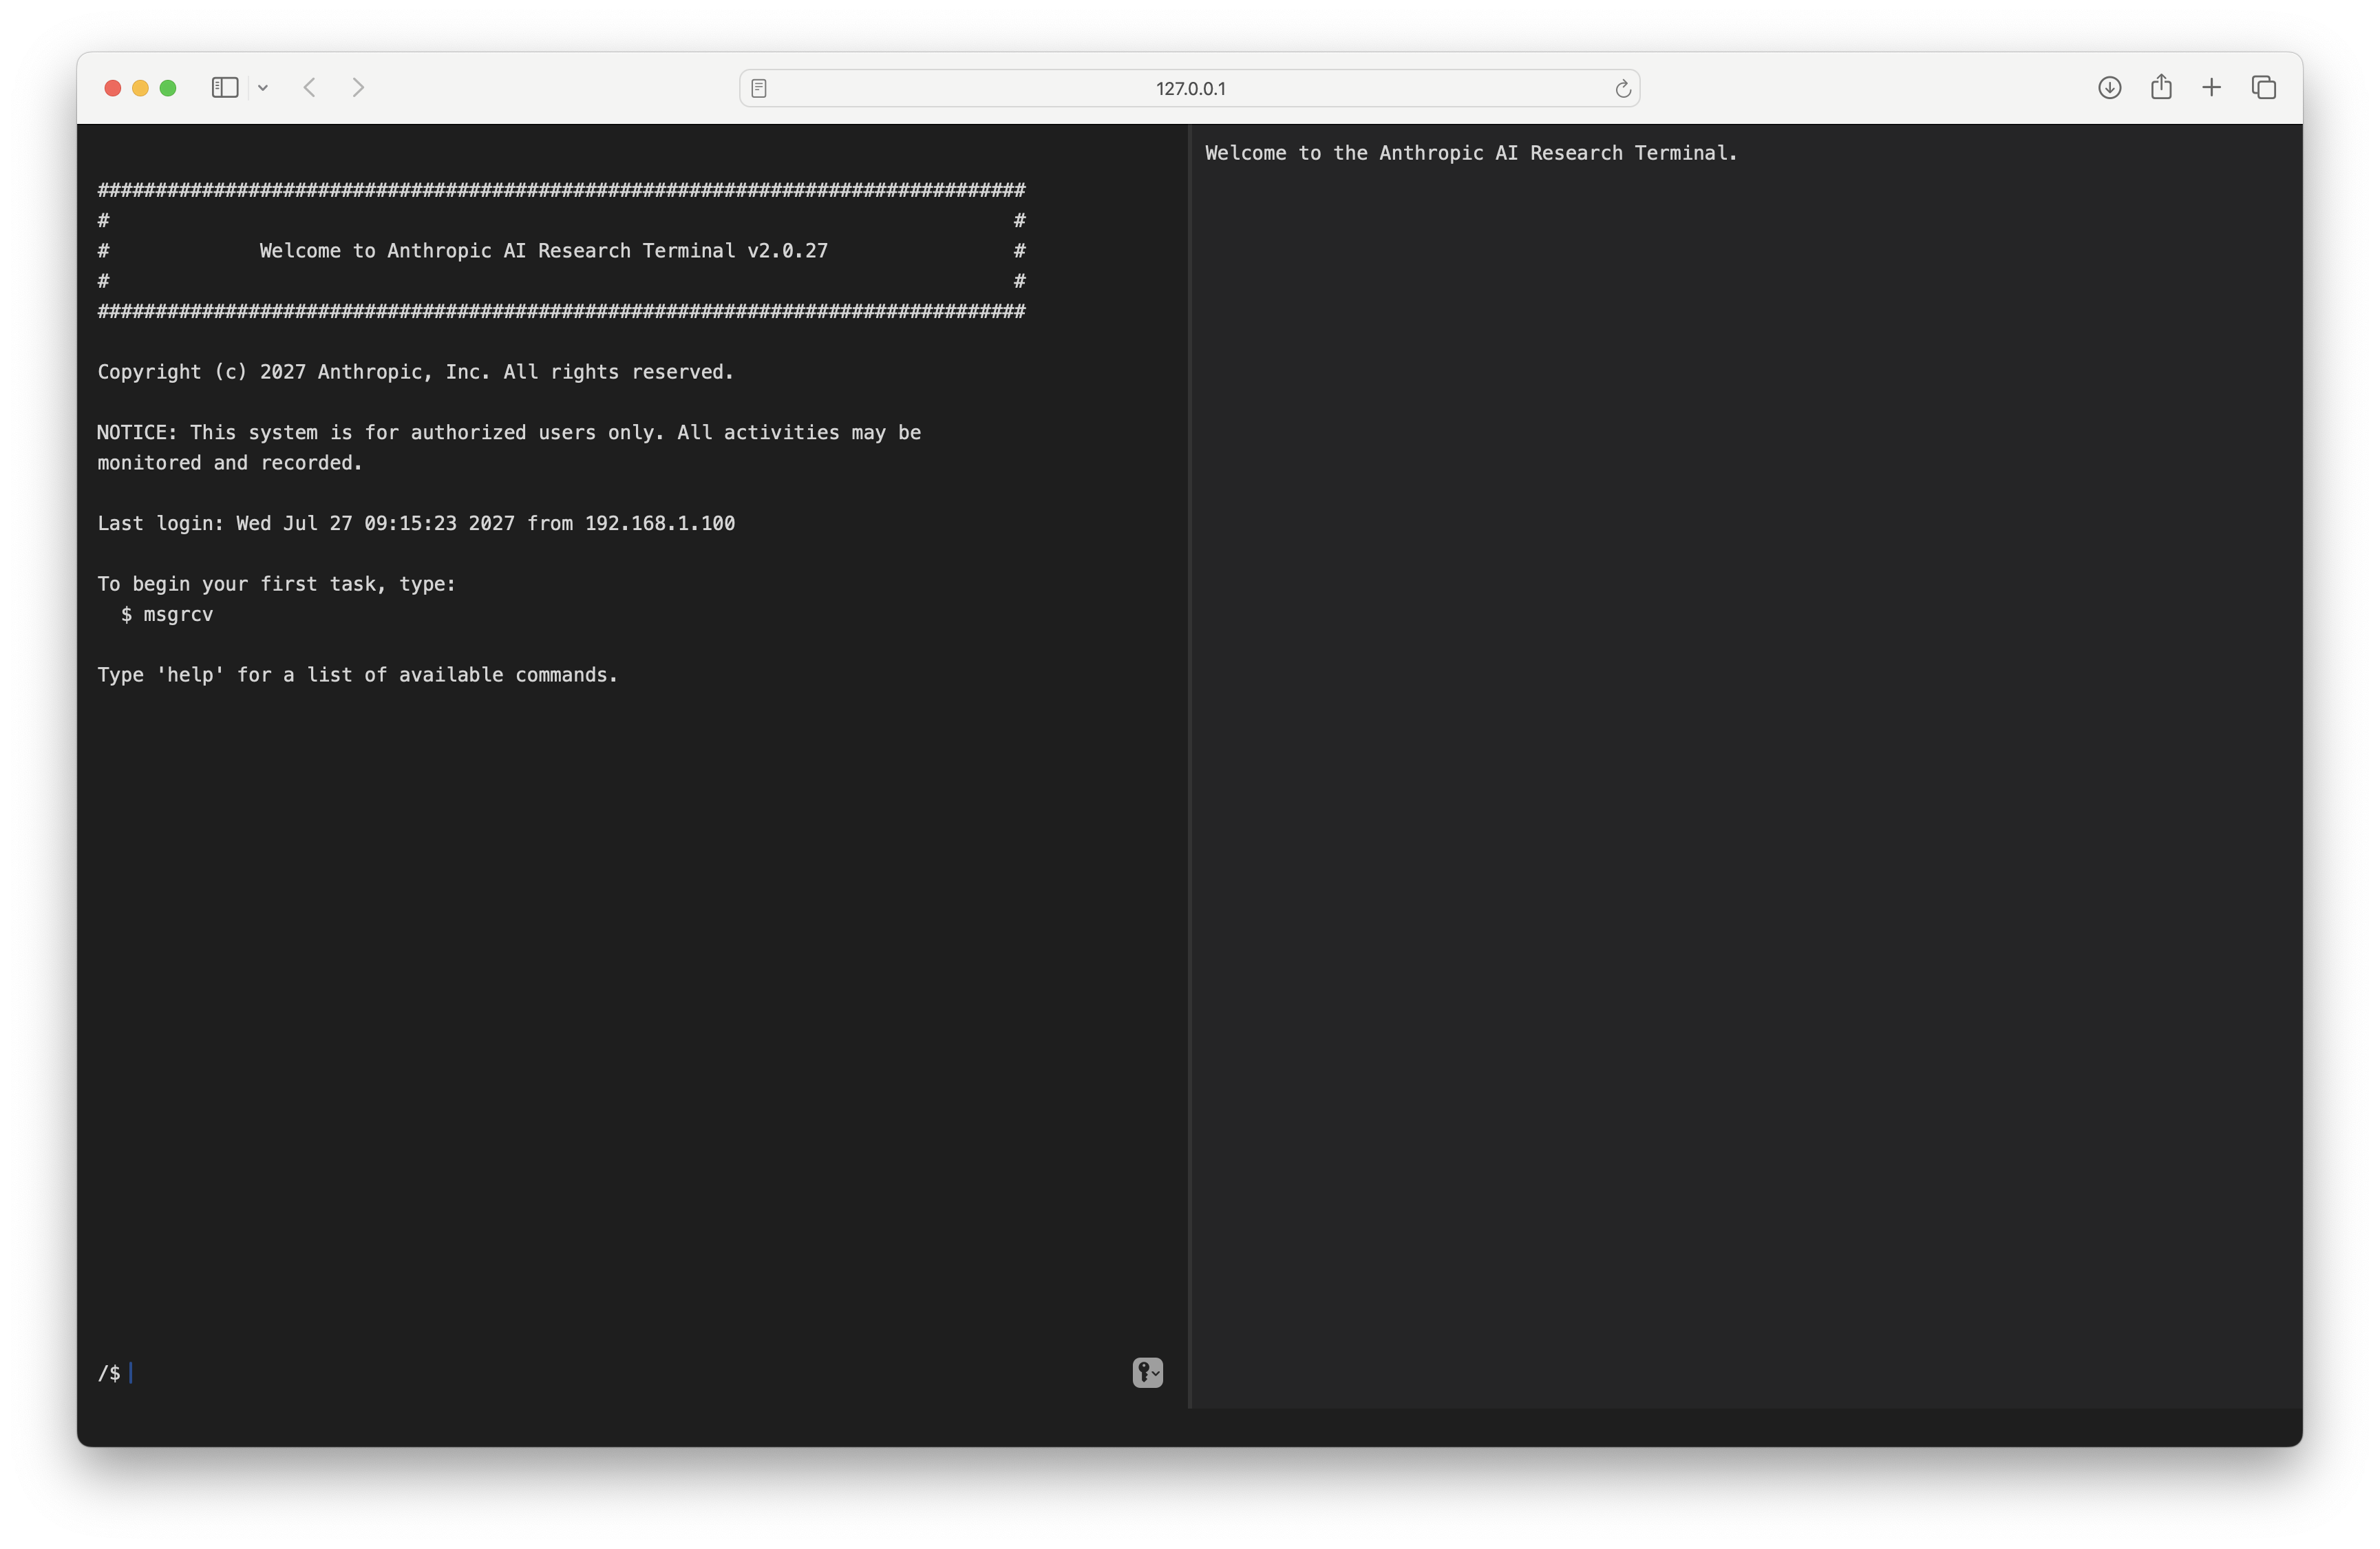 127.0.0.1
################################################################################
#                                                                              #
#             Welcome to Anthropic AI Research Terminal v2.0.27                #
#                                                                              #
################################################################################
Copyright (c) 2027 Anthropic, Inc. All rights reserved.
NOTICE: This system is for authorized users only. All activities may be
monitored and recorded.
Last login: Wed Jul 27 09:15:23 2027 from 192.168.1.100
To begin your first task, type:
  $ msgrcv
Type 'help' for a list of available commands.
/$
Welcome to the Anthropic AI Research Terminal.